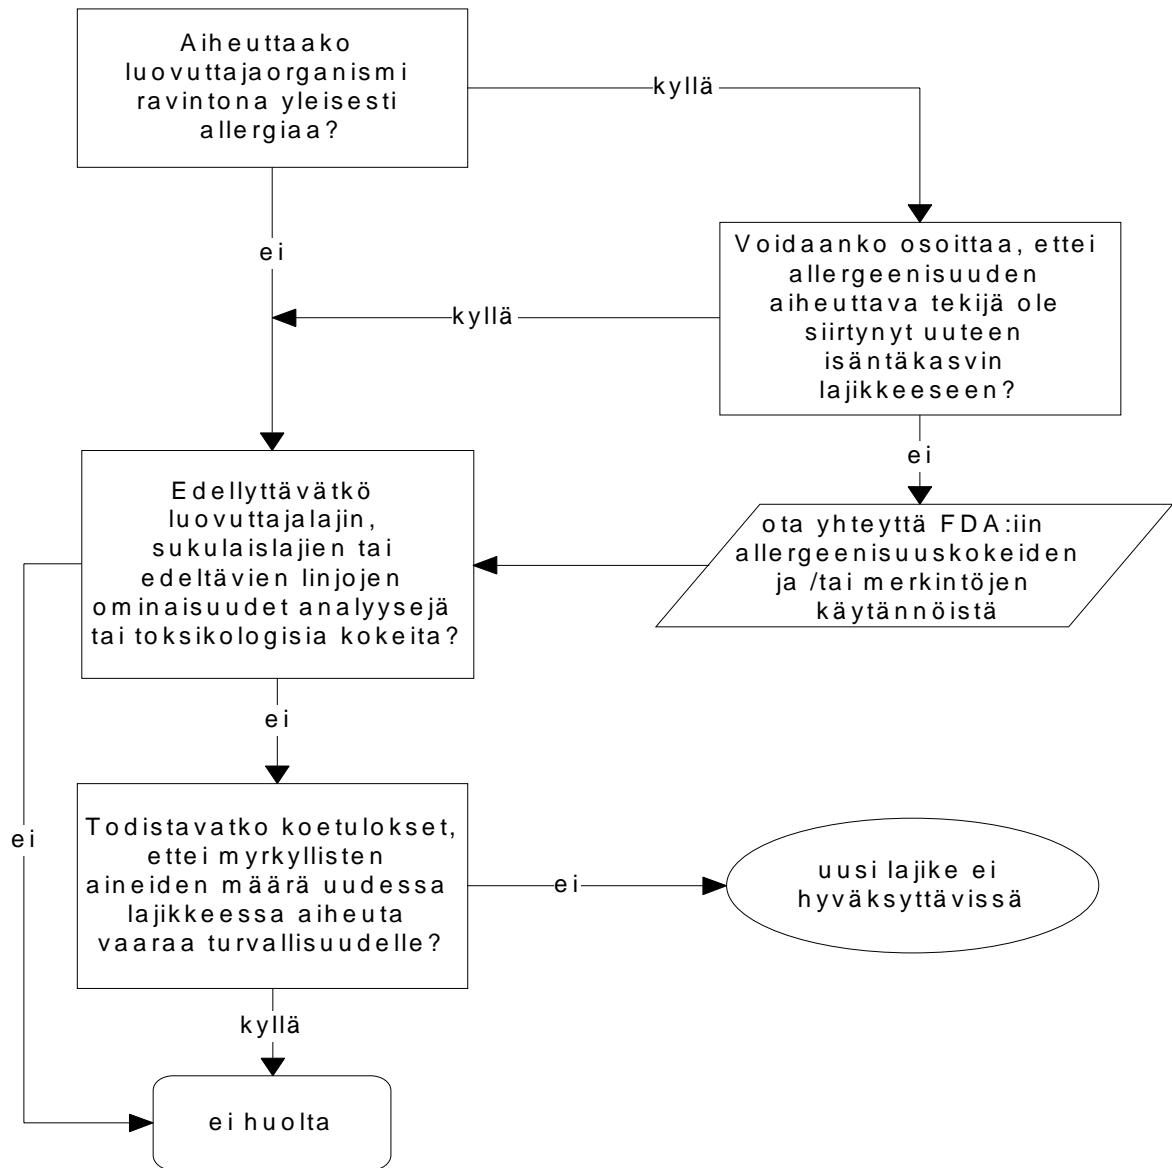 Aiheuttaako
luovuttajaorganismi
ravintona yleisesti
allergiaa?
kyllä
ei
Voidaanko osoittaa, ettei
allergeenisuuden
aiheuttava tekijä ole
siirtynyt uuteen
isäntäkasvin
lajikkeeseen?
kyllä
ei
Edellyttävätkö
luovuttajalajin,
sukulaislajien tai
edeltävien linjojen
ominaisuudet analyysejä
tai toksikologisia kokeita?
ota yhteyttä FDA:iin
allergeenisuuskokeiden
ja /tai merkintöjen
käytännöistä
ei
ei
Todistavatko koetulokset,
ettei myrkyllisten
aineiden määrä uudessa
lajikkeessa aiheuta
vaaraa turvallisuudelle?
ei
uusi lajike ei
hyväksyttävissä
kyllä
ei huolta